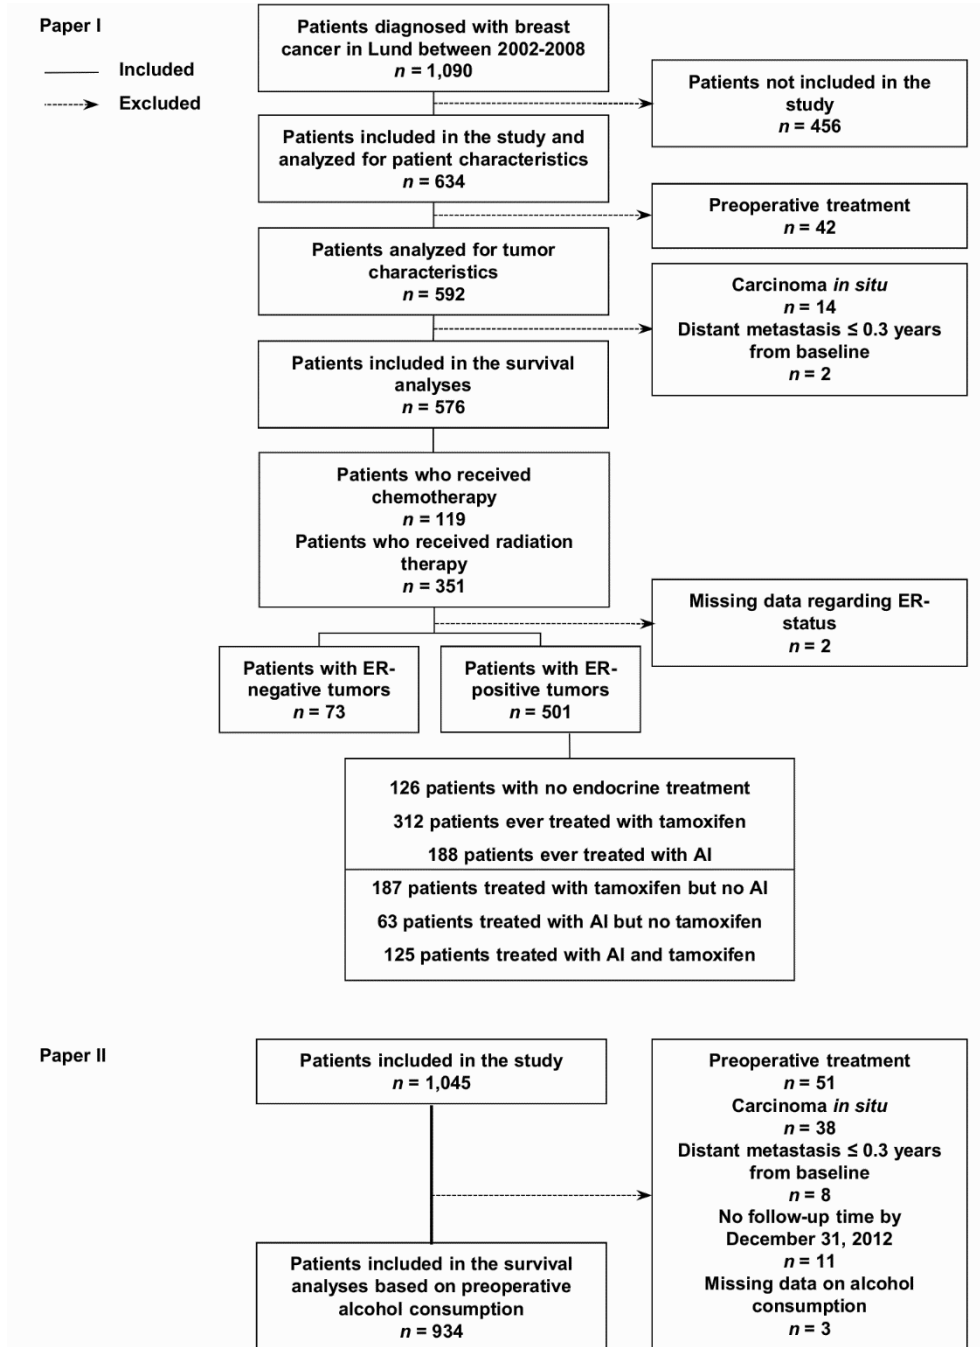 Paper I
Included
Excluded
Patients diagnosed with breast
cancer in Lund between 2002-2008
n = 1,090
Patients not included in the
study
n = 456
Patients included in the study and
analyzed for patient characteristics
n = 634
Preoperative treatment
n = 42
Patients analyzed for tumor
characteristics
n = 592
Carcinoma in situ
n = 14
Distant metastasis ≤ 0.3 years
from baseline
n = 2
Patients included in the survival
analyses
n = 576
Patients who received
chemotherapy
n = 119
Patients who received radiation
therapy
n = 351
Missing data regarding ER-
status
n = 2
Patients with ER-
negative tumors
n = 73
Patients with ER-
positive tumors
n = 501
126 patients with no endocrine treatment
312 patients ever treated with tamoxifen
188 patients ever treated with AI
187 patients treated with tamoxifen but no AI
63 patients treated with AI but no tamoxifen
125 patients treated with AI and tamoxifen
Paper II
Patients included in the study
n = 1,045
Preoperative treatment
n = 51
Carcinoma in situ
n = 38
Distant metastasis ≤ 0.3 years
from baseline
n = 8
No follow-up time by
December 31, 2012
n = 11
Missing data on alcohol
consumption
n = 3
Patients included in the survival
analyses based on preoperative
alcohol consumption
n = 934